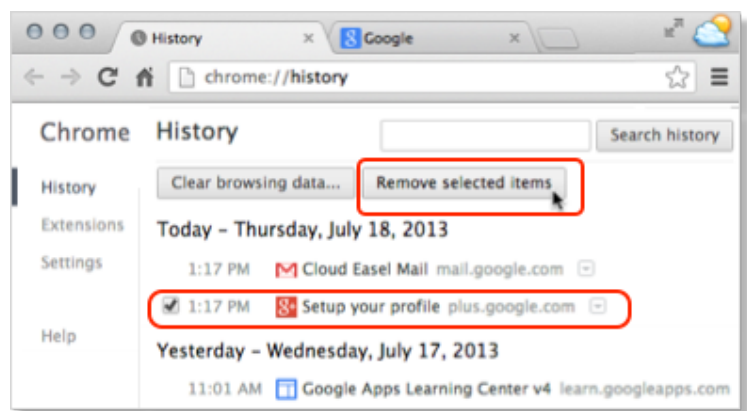 History
Google
chrome://history
Chrome
History
Search history
History
Clear browsing data...
Remove selected items
Extensions
Today – Thursday, July 18, 2013
Settings
1:17 PM Cloud Easel Mail mail.google.com
1:17 PM Setup your profile plus.google.com
Help
Yesterday – Wednesday, July 17, 2013
11:01 AM Google Apps Learning Center v4 learn.googleapps.com